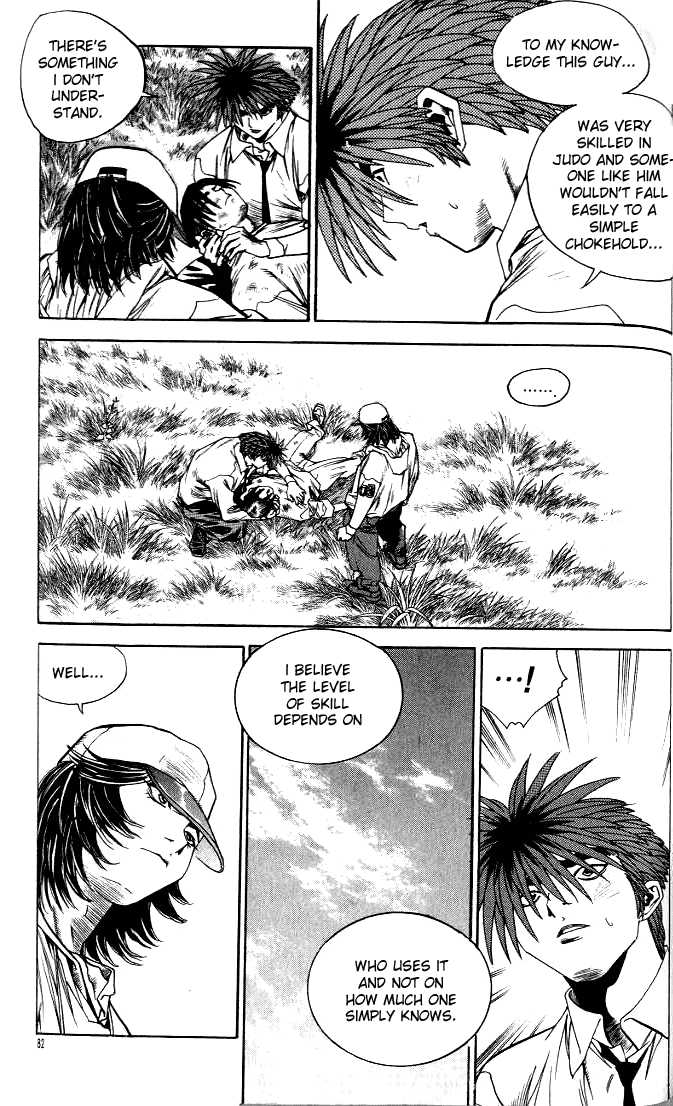 THERE'S
SOMETHING
I DON'T
UNDER-
STAND.
TO MY KNOW-
LEDGE THIS GUY...
WAS VERY
SKILLED IN
JUDO AND SOME-
ONE LIKE HIM
WOULDN'T FALL
EASILY TO A
SIMPLE
CHOKEHOLD...
.......
WELL...
I BELIEVE
THE LEVEL
OF SKILL
DEPENDS ON
WHO USES IT
AND NOT ON
HOW MUCH ONE
SIMPLY KNOWS.
...!
82